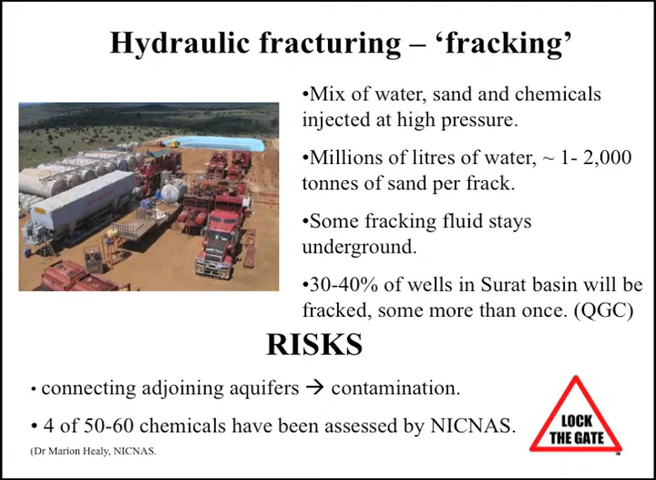 Hydraulic fracturing – ‘fracking’
•Mix of water, sand and chemicals
injected at high pressure.
•Millions of litres of water, ~ 1- 2,000
tonnes of sand per frack.
•Some fracking fluid stays
underground.
•30-40% of wells in Surat basin will be
fracked, some more than once. (QGC)
RISKS
• connecting adjoining aquifers → contamination.
• 4 of 50-60 chemicals have been assessed by NICNAS.
(Dr Marion Healy, NICNAS.
LOCK
THE GATE